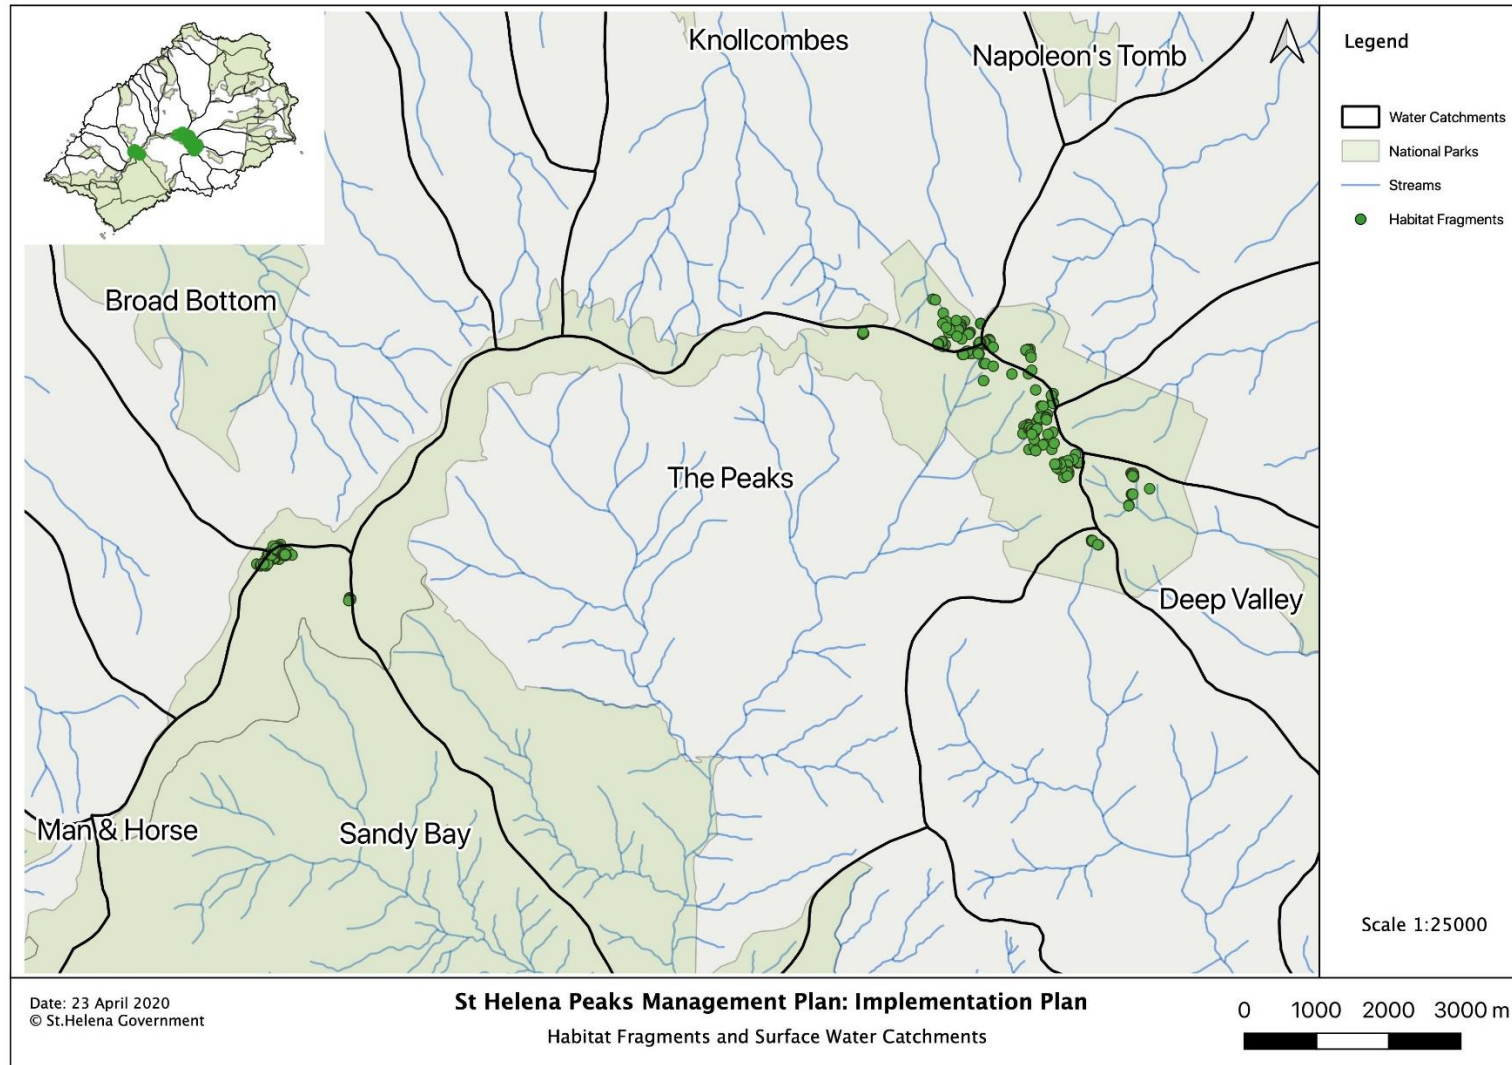 Knollcombes
Napoleon's Tomb
Broad Bottom
The Peaks
Deep Valley
Man & Horse
Sandy Bay
Legend
Water Catchments
National Parks
Streams
Habitat Fragments
Scale 1:25000
Date: 23 April 2020
© St.Helena Government
St Helena Peaks Management Plan: Implementation Plan
Habitat Fragments and Surface Water Catchments
0 1000 2000 3000 m